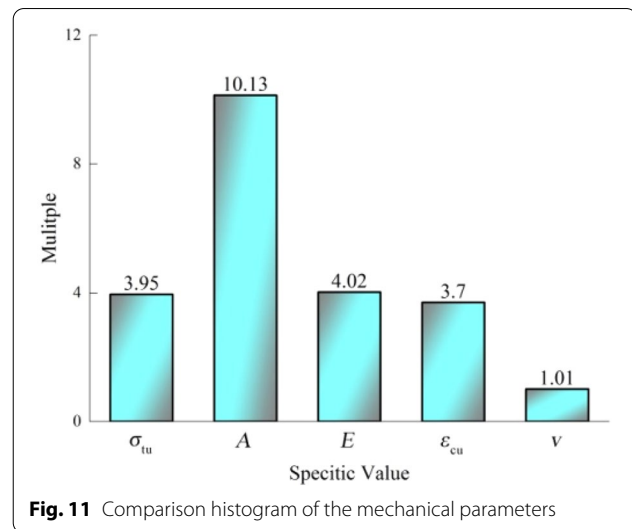 12
10.13
8
Mulitple
3.95
4.02
3.7
4
1.01
0
σtu
A
E
εcu
v
Specitic Value
Fig. 11 Comparison histogram of the mechanical parameters